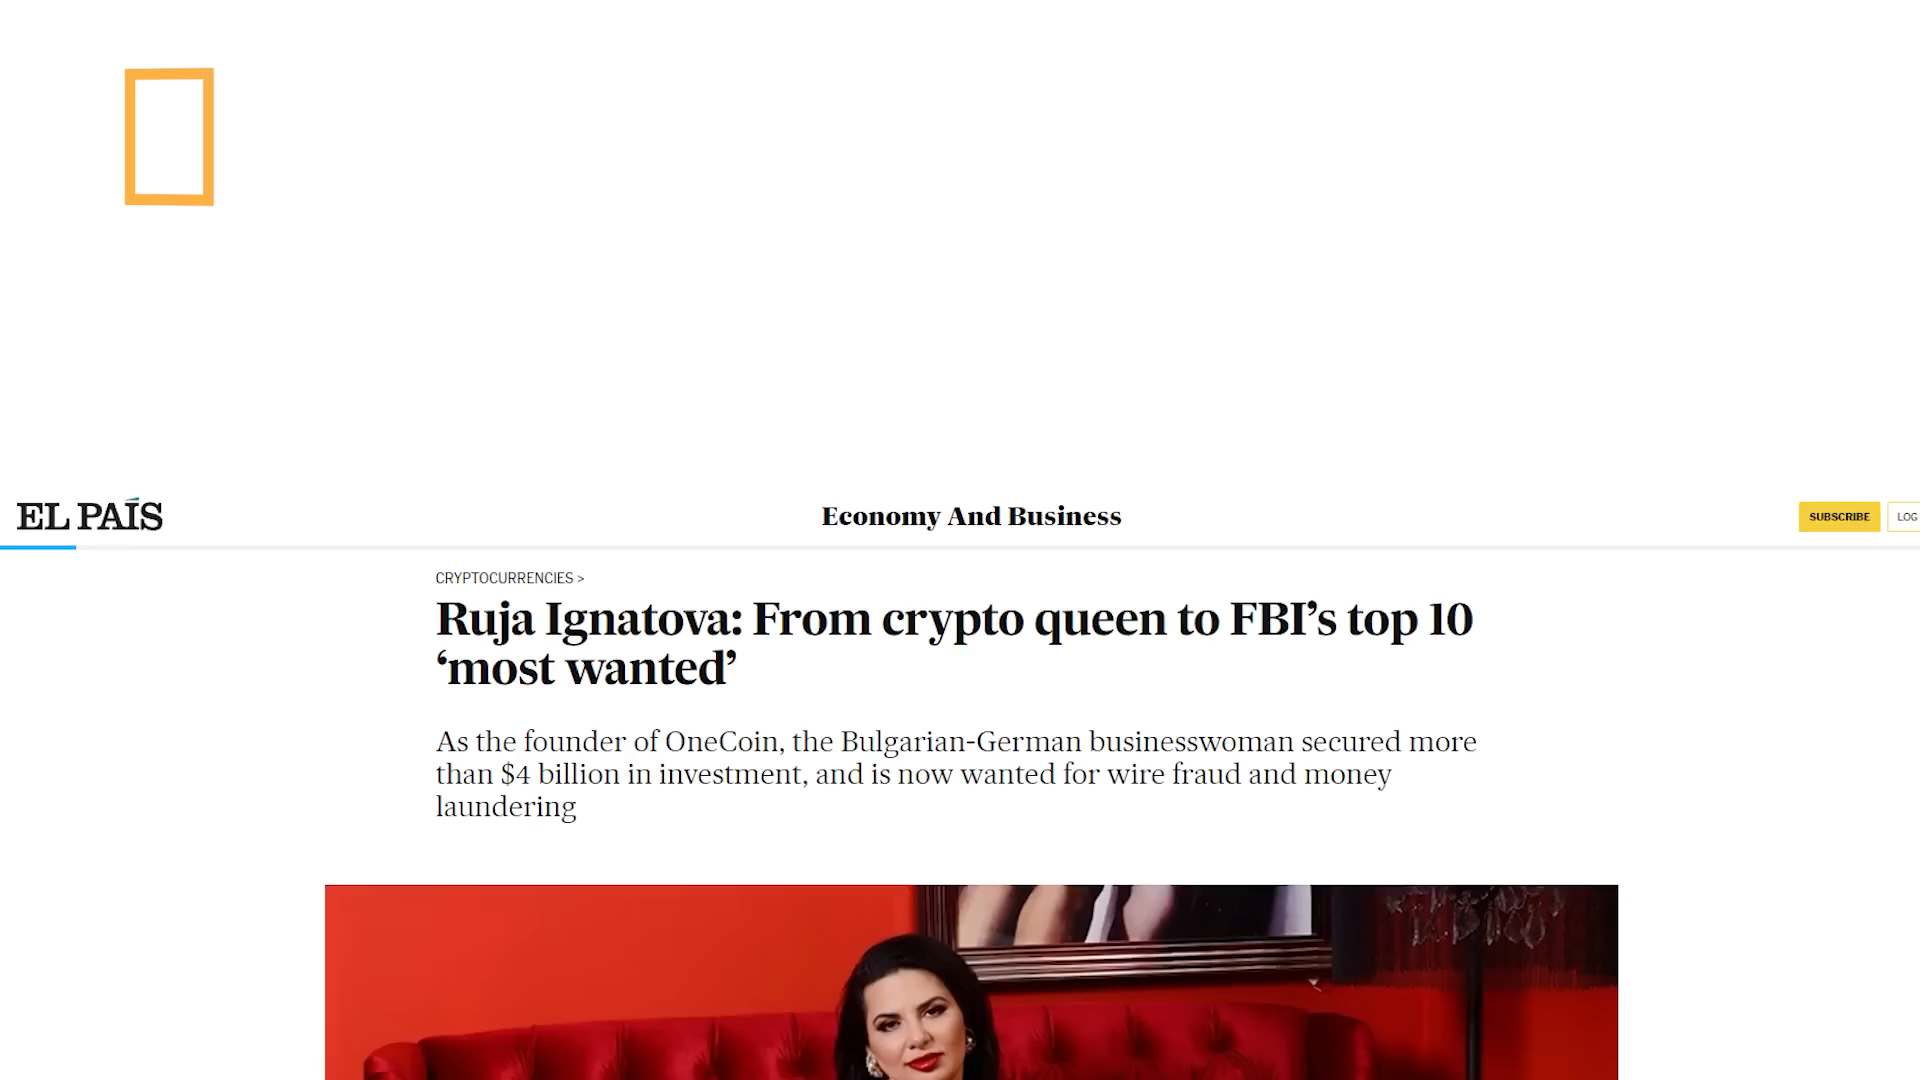 EL PAÍS
Economy And Business
SUBSCRIBE
LOG
CRYPTOCURRENCIES >
Ruja Ignatova: From crypto queen to FBI’s top 10
‘most wanted’
As the founder of OneCoin, the Bulgarian-German businesswoman secured more
than $4 billion in investment, and is now wanted for wire fraud and money
laundering